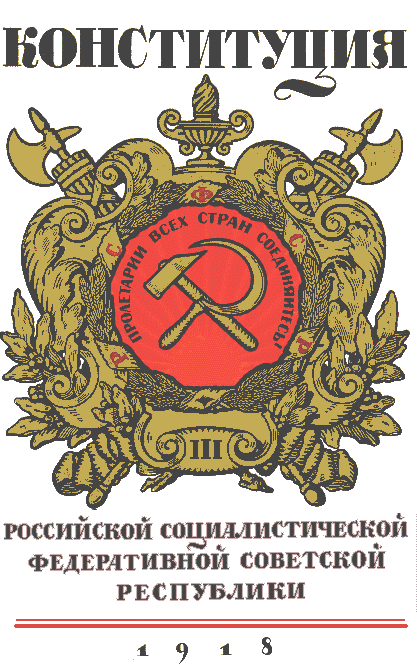 КОНСТИТУЦИЯ
Р С Ф С Р
ПРОЛЕТАРИИ ВСЕХ СТРАН СОЕДИНЯЙТЕСЬ
III
РОССИЙСКОЙ СОЦИАЛИСТИЧЕСКОЙ
ФЕДЕРАТИВНОЙ СОВЕТСКОЙ
РЕСПУБЛИКИ
1918